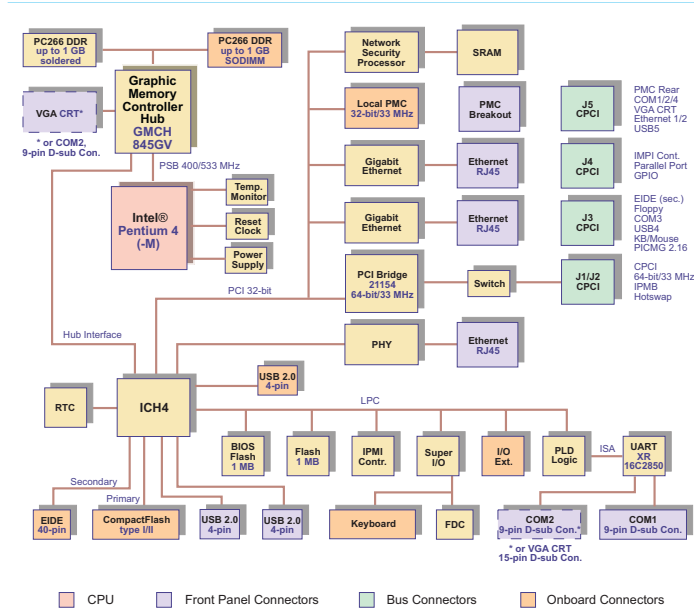 PC266 DDR
up to 1 GB
soldered
PC266 DDR
up to 1 GB
SODIMM
Network
Security
Processor
SRAM
Graphic
Memory
Controller
Hub
GMCH
845GV
VGA CRT*
* or COM2,
9-pin D-sub Con.
Local PMC
32-bit/33 MHz
PMC
Breakout
J5
CPCI
PMC Rear
COM1/2/4
VGA CRT
Ethernet 1/2
USB5
PSB 400/533 MHz
Gigabit
Ethernet
Ethernet
RJ45
J4
CPCI
IMPI Cont.
Parallel Port
GPIO
Intel®
Pentium 4
(-M)
Temp.
Monitor
Reset
Clock
Power
Supply
Gigabit
Ethernet
Ethernet
RJ45
J3
CPCI
EIDE (sec.)
Floppy
COM3
USB4
KB/Mouse
PICMG 2.16
PCI 32-bit
PCI Bridge
21154
64-bit/33 MHz
Switch
J1/J2
CPCI
CPCI
64-bit/33 MHz
IPMB
Hotswap
Hub Interface
PHY
Ethernet
RJ45
RTC
ICH4
USB 2.0
4-pin
LPC
BIOS
Flash
1 MB
Flash
1 MB
IPMI
Contr.
Super
I/O
I/O
Ext.
PLD
Logic
ISA
UART
XR
16C2850
Secondary
Primary
EIDE
40-pin
CompactFlash
type I/II
USB 2.0
4-pin
USB 2.0
4-pin
Keyboard
FDC
COM2
9-pin D-sub Con.*
* or VGA CRT
15-pin D-sub Con.
COM1
9-pin D-sub Con.
CPU
Front Panel Connectors
Bus Connectors
Onboard Connectors